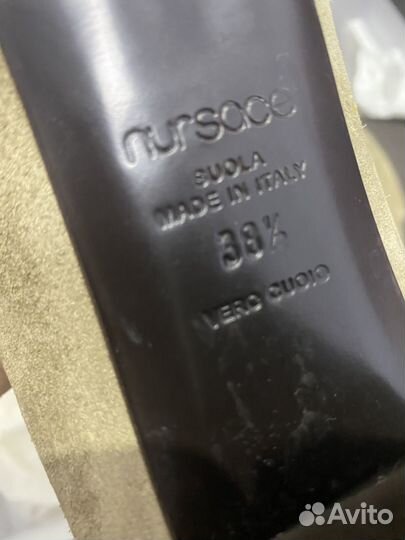 nursace
SUOLA
MADE IN ITALY
38½
VERO CUOIO
Avito